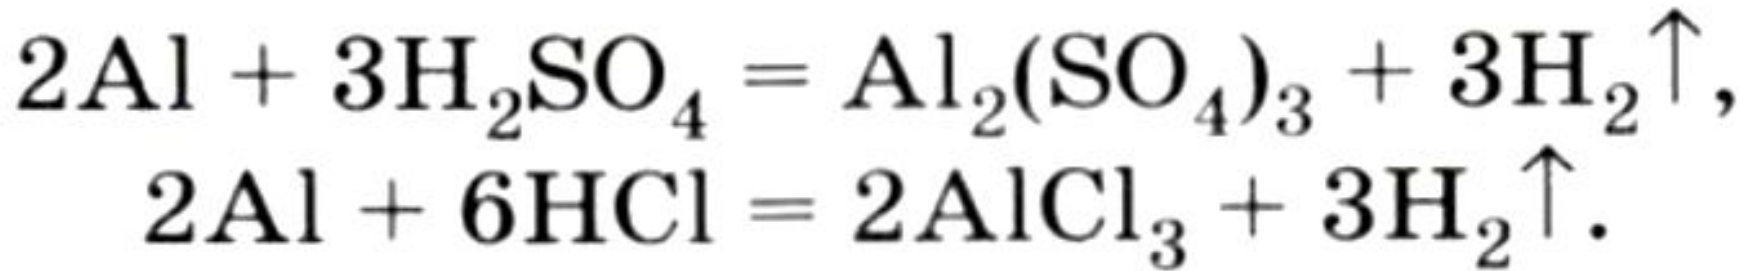 2Al + 3H₂SO₄ = Al₂(SO₄)₃ + 3H₂↑,
2Al + 6HCl = 2AlCl₃ + 3H₂↑.